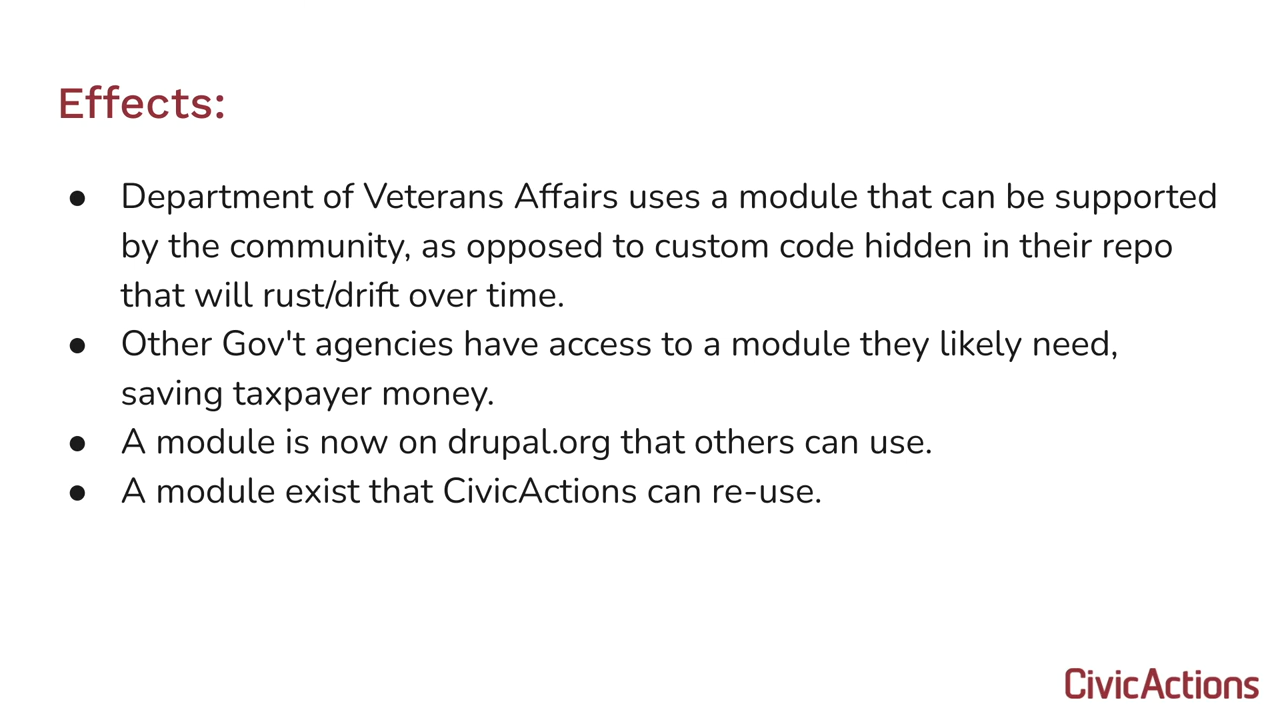 Effects:
● Department of Veterans Affairs uses a module that can be supported
by the community, as opposed to custom code hidden in their repo
that will rust/drift over time.
● Other Gov't agencies have access to a module they likely need,
saving taxpayer money.
● A module is now on drupal.org that others can use.
● A module exist that CivicActions can re-use.
CivicActions